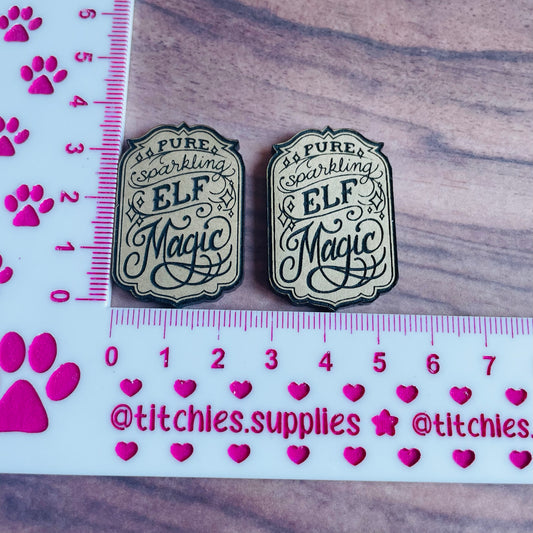 5
4
3
2
1
0
PURE
sparkling
ELF
Magic
PURE
sparkling
ELF
Magic
0 1 2 3 4 5 6 7
@titchies.supplies @titchies.